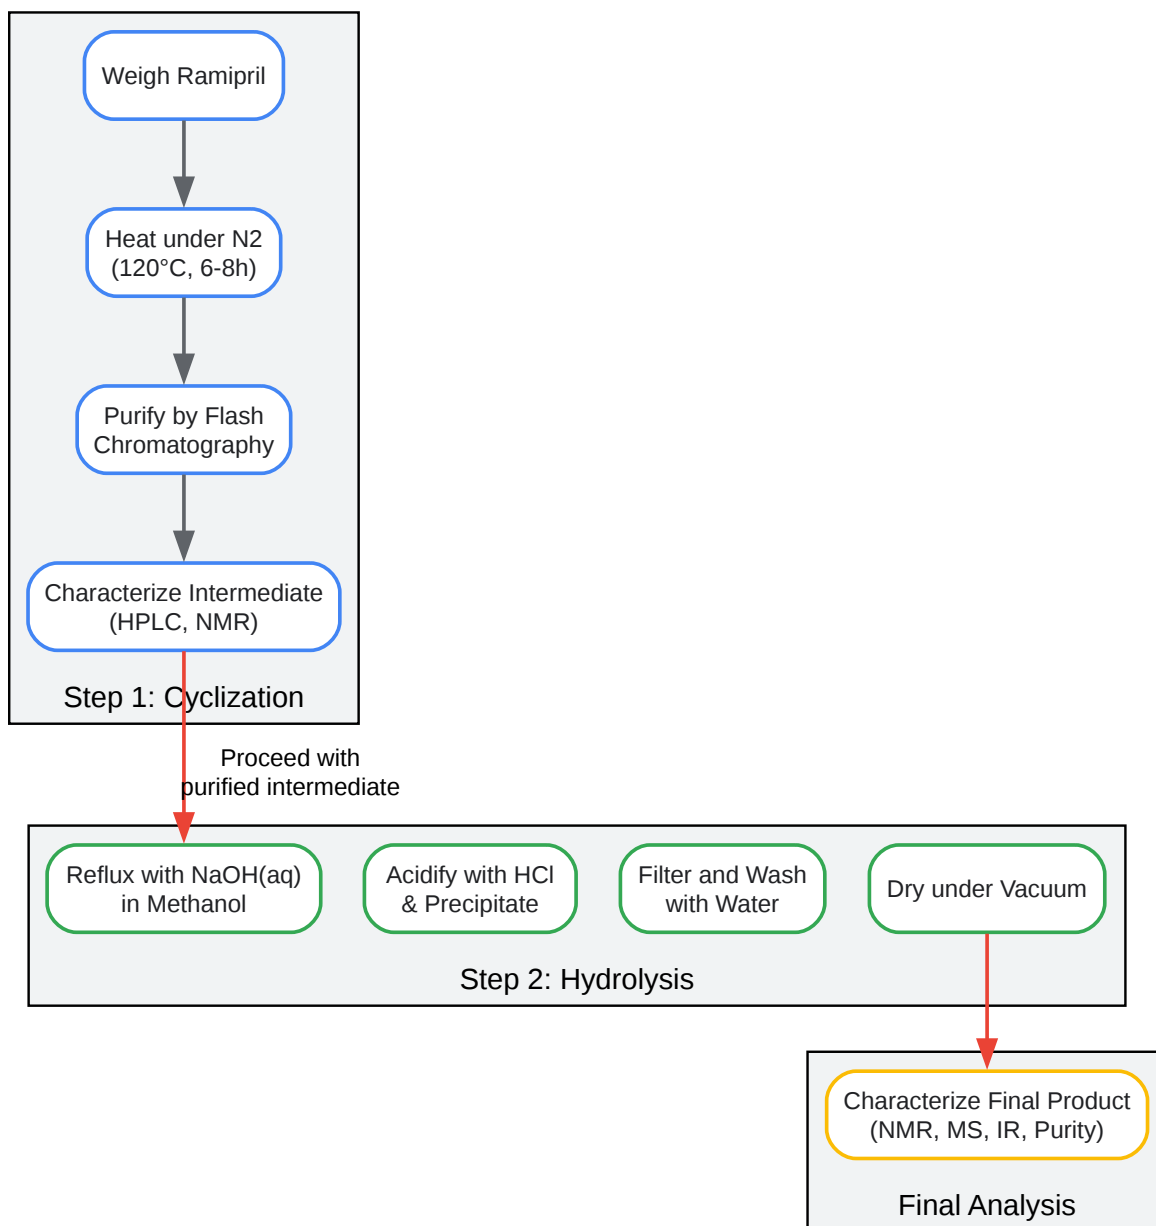 Weigh Ramipril
Heat under N2
(120°C, 6-8h)
Purify by Flash
Chromatography
Characterize Intermediate
(HPLC, NMR)
Step 1: Cyclization
Proceed with
purified intermediate
Reflux with NaOH(aq)
in Methanol
Acidify with HCl
& Precipitate
Filter and Wash
with Water
Dry under Vacuum
Step 2: Hydrolysis
Characterize Final Product
(NMR, MS, IR, Purity)
Final Analysis